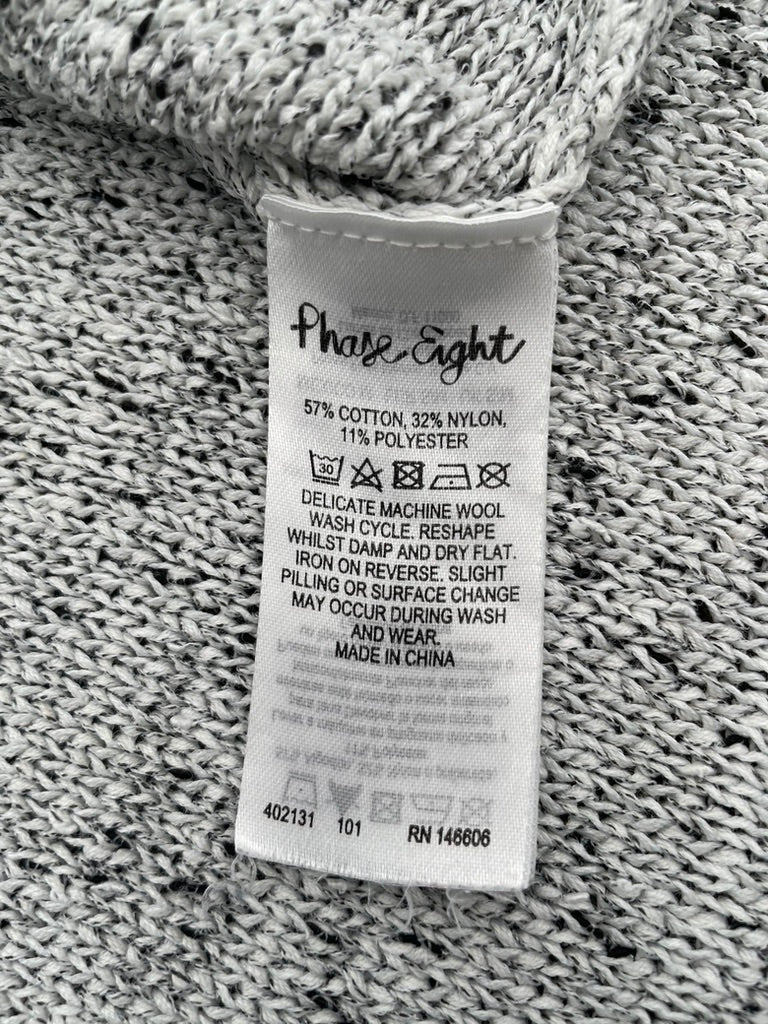 Phase Eight
57% COTTON, 32% NYLON,
11% POLYESTER
30
DELICATE MACHINE WOOL
WASH CYCLE. RESHAPE
WHILST DAMP AND DRY FLAT.
IRON ON REVERSE. SLIGHT
PILLING OR SURFACE CHANGE
MAY OCCUR DURING WASH
AND WEAR.
MADE IN CHINA
402131 101 RN 146606